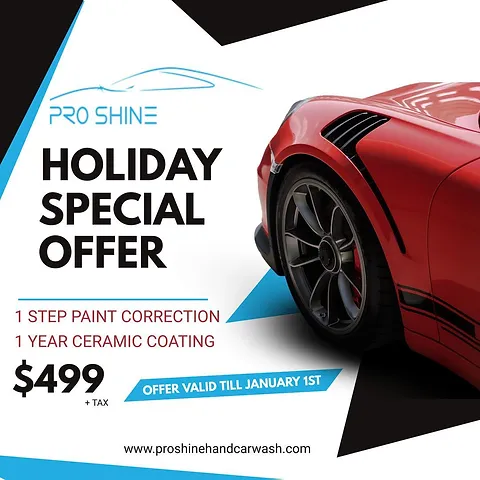 PRO SHINE
HOLIDAY
SPECIAL
OFFER
1 STEP PAINT CORRECTION
1 YEAR CERAMIC COATING
$499
+ TAX
OFFER VALID TILL JANUARY 1ST
www.proshinehandcarwash.com